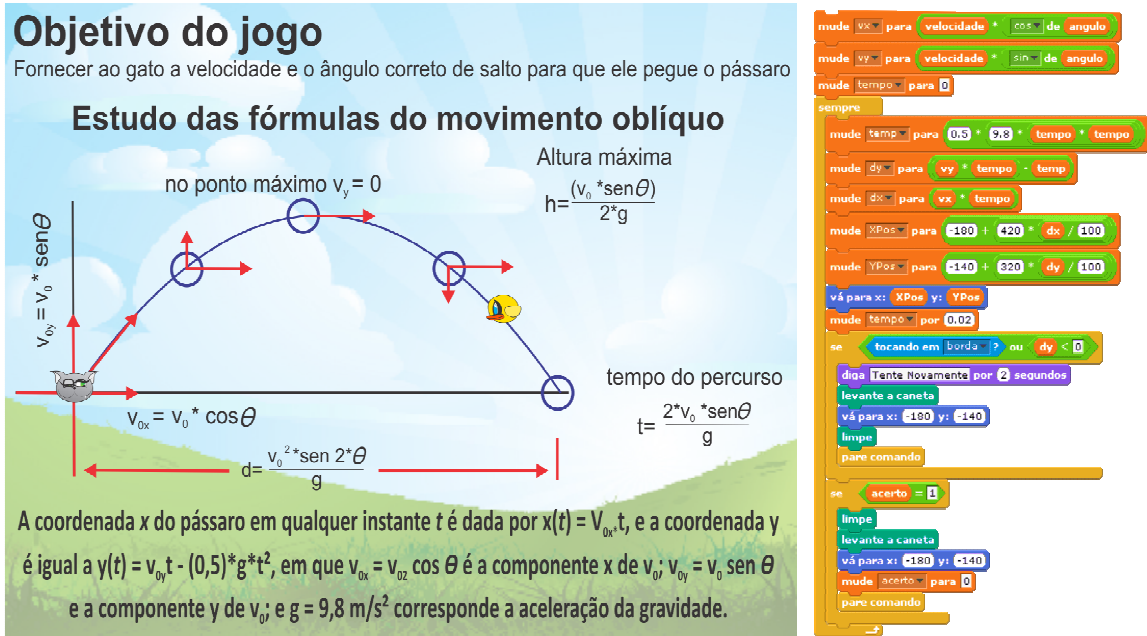 Objetivo do jogo
Fornecer ao gato a velocidade e o ângulo correto de salto para que ele pegue o pássaro
Estudo das fórmulas do movimento oblíquo
Altura máxima
h=(v₀ *senθ)
2*g
no ponto máximo vᵧ = 0
v₀ᵧ = v₀ * senθ
v₀ₓ = v₀ * cosθ
tempo do percurso
t= 2*v₀ *senθ
g
d= v₀² *sen 2*θ
g
A coordenada x do pássaro em qualquer instante t é dada por x(t) = V₀ₓ*t, e a coordenada y
é igual a y(t) = v₀ᵧt - (0,5)*g*t², em que v₀ₓ = v₀₂ cos θ é a componente x de v₀; v₀ᵧ = v₀ sen θ
e a componente y de v₀; e g = 9,8 m/s² corresponde a aceleração da gravidade.
mude vx para velocidade * cos de angulo
mude vy para velocidade * sin de angulo
mude tempo para 0
sempre
mude temp para 0.5 * 9.8 * tempo * tempo
mude dy para vy * tempo - temp
mude dx para vx * tempo
mude XPos para -180 + 420 * dx / 100
mude YPos para -140 + 320 * dy / 100
vá para x: XPos y: YPos
mude tempo por 0.02
se tocando em borda ? ou dy < 0
diga Tente Novamente por 2 segundos
levante a caneta
vá para x: -180 y: -140
limpe
pare comando
se acerto = 1
limpe
levante a caneta
vá para x: -180 y: -140
mude acerto para 0
pare comando